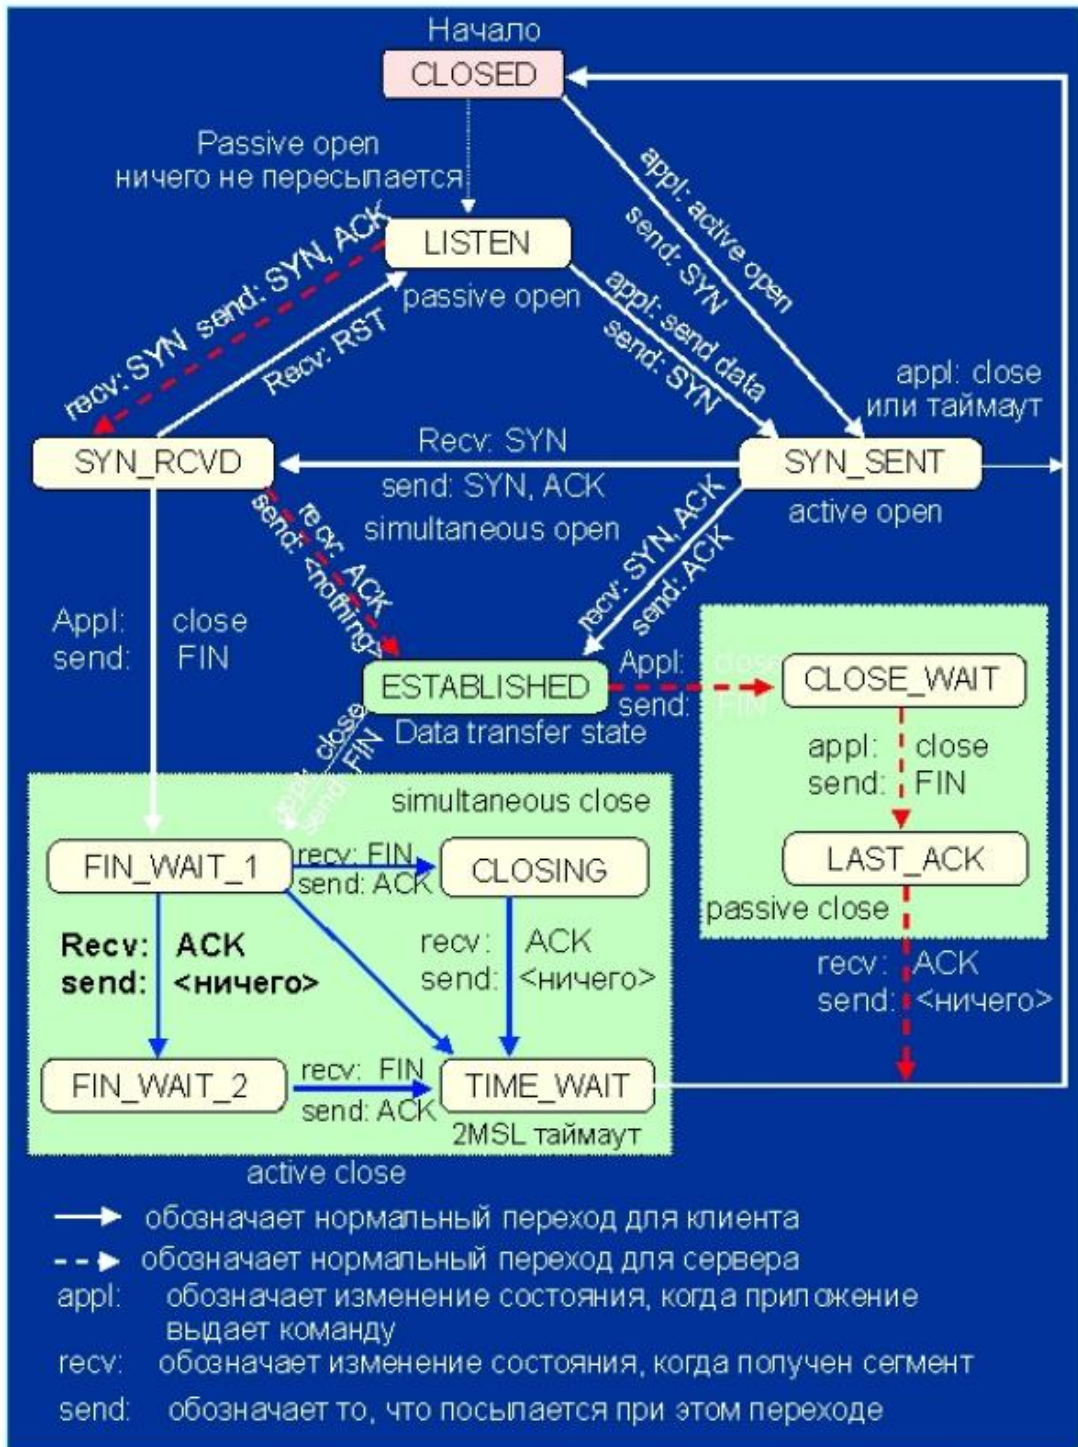 Начало
CLOSED
Passive open
ничего не пересылается
appl: active open
send: SYN
recv: SYN send: SYN, ACK
LISTEN
passive open
Recv: RST
appl: send data
send: SYN
appl: close
или таймаут
SYN_RCVD
Recv: SYN
send: SYN, ACK
simultaneous open
SYN_SENT
active open
recv: ACK
send: <nothing>
recv: SYN, ACK
send: ACK
Appl: close
send: FIN
ESTABLISHED
Data transfer state
Appl: close
send: FIN
CLOSE_WAIT
appl: close
send: FIN
appl: close
send: FIN
LAST_ACK
passive close
recv: ACK
send: <ничего>
simultaneous close
FIN_WAIT_1
recv: FIN
send: ACK
CLOSING
Recv: ACK
send: <ничего>
recv: ACK
send: <ничего>
FIN_WAIT_2
recv: FIN
send: ACK
TIME_WAIT
2MSL таймаут
active close
обозначает нормальный переход для клиента
обозначает нормальный переход для сервера
appl: обозначает изменение состояния, когда приложение
выдает команду
recv: обозначает изменение состояния, когда получен сегмент
send: обозначает то, что посылается при этом переходе